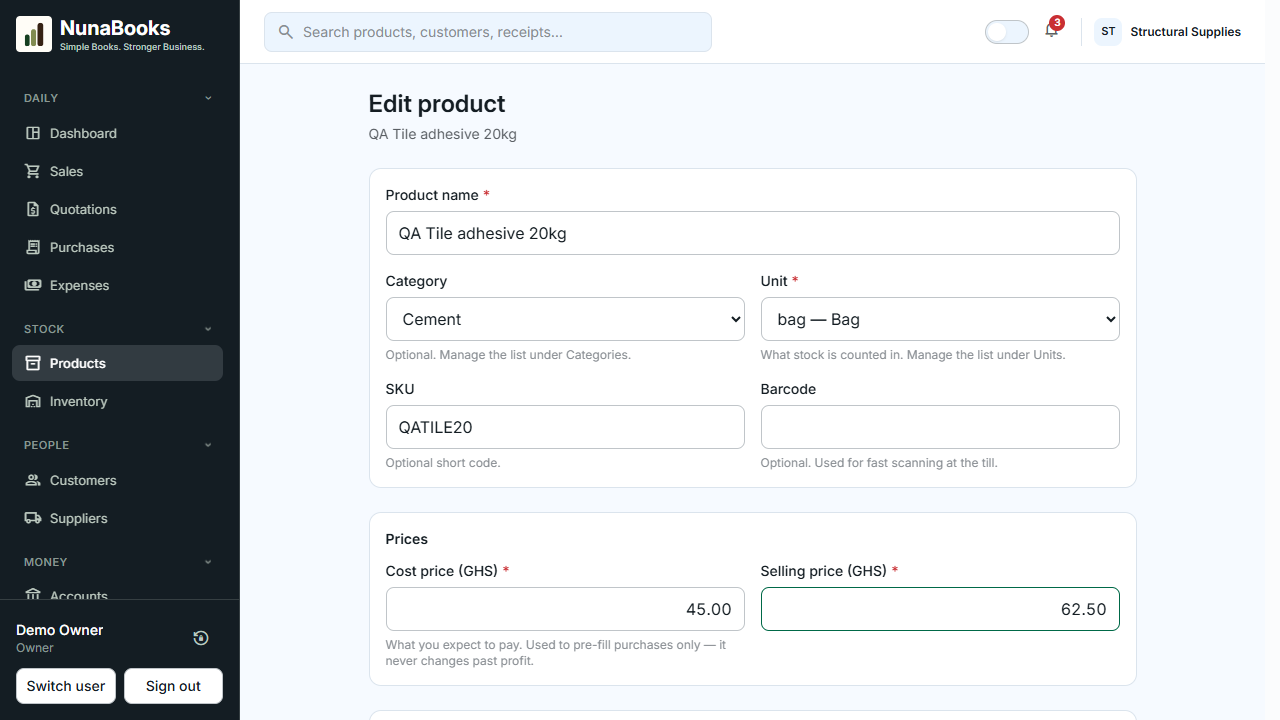 NunaBooks
Simple Books. Stronger Business.
Search products, customers, receipts...
3
ST
Structural Supplies
DAILY
Dashboard
Sales
Quotations
Purchases
Expenses
STOCK
Products
Inventory
PEOPLE
Customers
Suppliers
MONEY
Accounts
Demo Owner
Owner
Switch user
Sign out
Edit product
QA Tile adhesive 20kg
Product name *
QA Tile adhesive 20kg
Category
Unit *
Cement
bag — Bag
Optional. Manage the list under Categories.
What stock is counted in. Manage the list under Units.
SKU
Barcode
QATILE20
Optional short code.
Optional. Used for fast scanning at the till.
Prices
Cost price (GHS) *
Selling price (GHS) *
45.00
62.50
What you expect to pay. Used to pre-fill purchases only — it
never changes past profit.